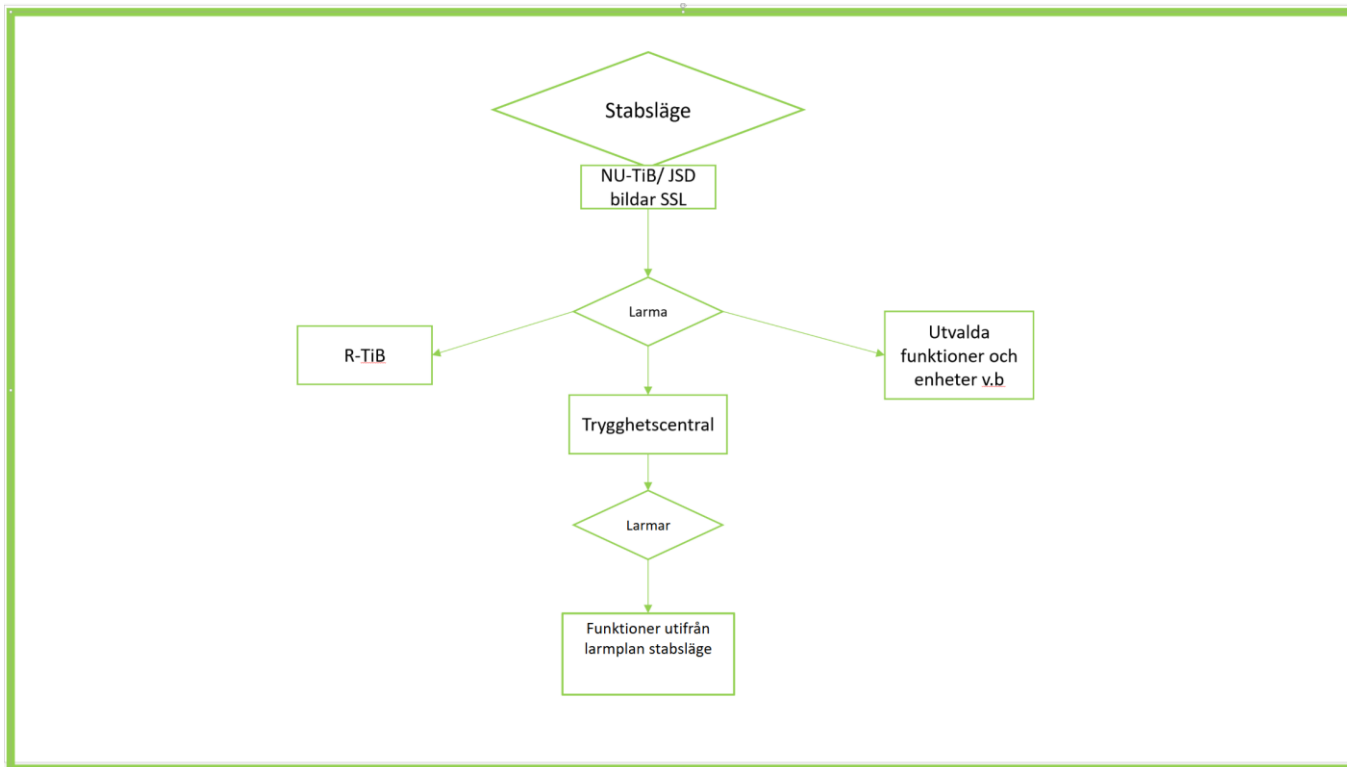 Stabsläge
NU-TiB/ JSD
bildar SSL
Larma
R-TiB
Utvalda
funktioner och
enheter v.b
Trygghetscentral
Larmar
Funktioner utifrån
larmplan stabsläge